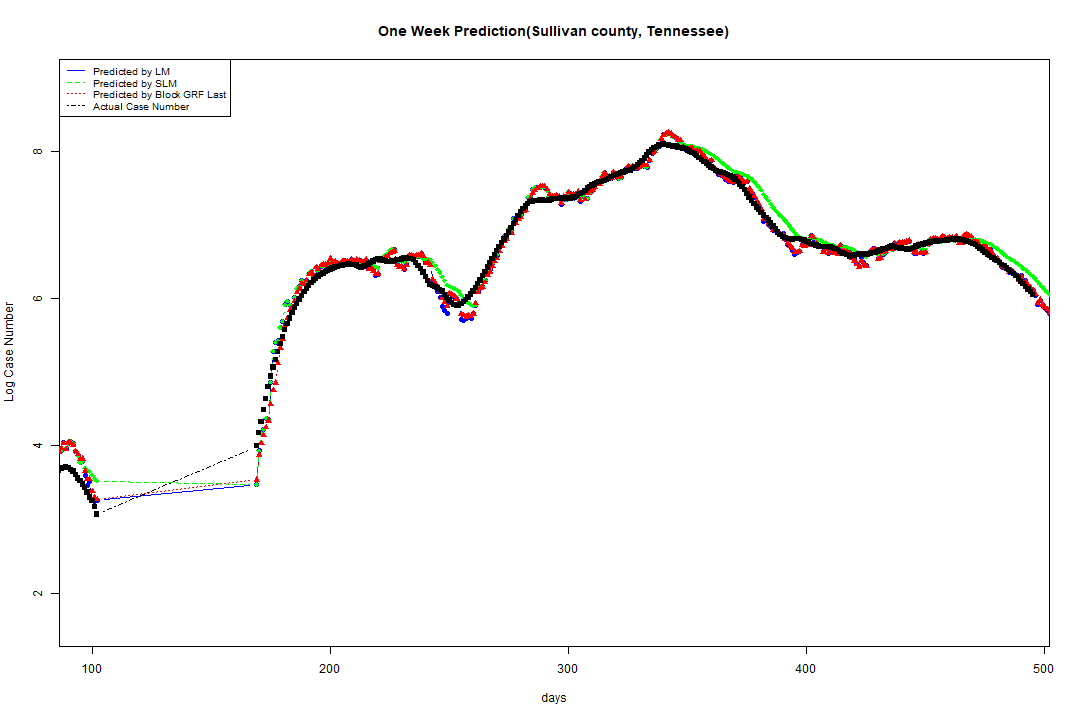 One Week Prediction(Sullivan county, Tennessee)
Predicted by LM
Predicted by SLM
Predicted by Block GRF Last
Actual Case Number
Log Case Number
8
6
4
2
100 200 300 400 500
days